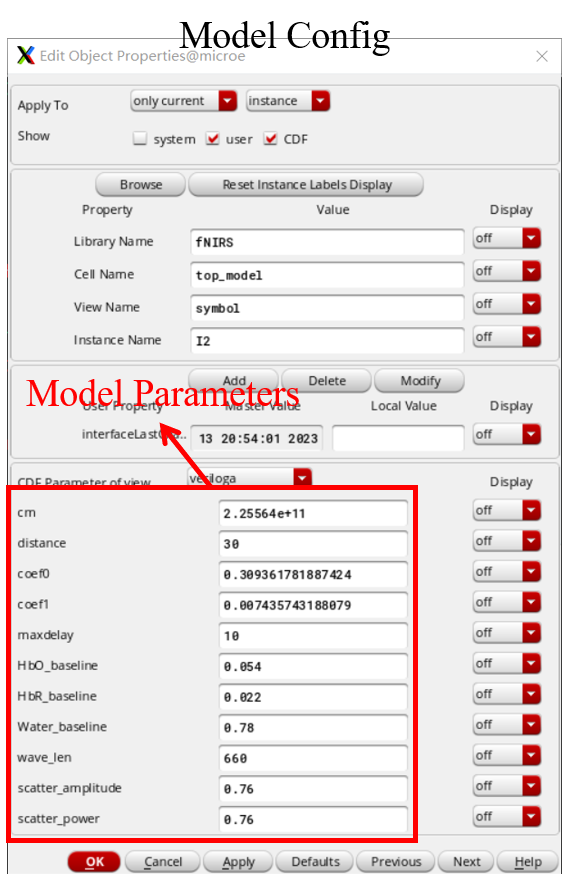 Model Config
Edit Object Properties@microe
Apply To only current instance
Show system user CDF
Browse Reset Instance Labels Display
Property Value Display
Library Name fNIRS off
Cell Name top_model off
View Name symbol off
Instance Name I2 off
Add Delete Modify
Model Parameters
User Property Master Value Local Value Display
13 20:54:01 2023 off
CDF Parameter of view veriloga Display
cm 2.25564e+11 off
distance 30 off
coef0 0.309361781887424 off
coef1 0.007435743188079 off
maxdelay 10 off
HbO_baseline 0.054 off
HbR_baseline 0.022 off
Water_baseline 0.78 off
wave_len 660 off
scatter_amplitude 0.76 off
scatter_power 0.76 off
OK Cancel Apply Defaults Previous Next Help